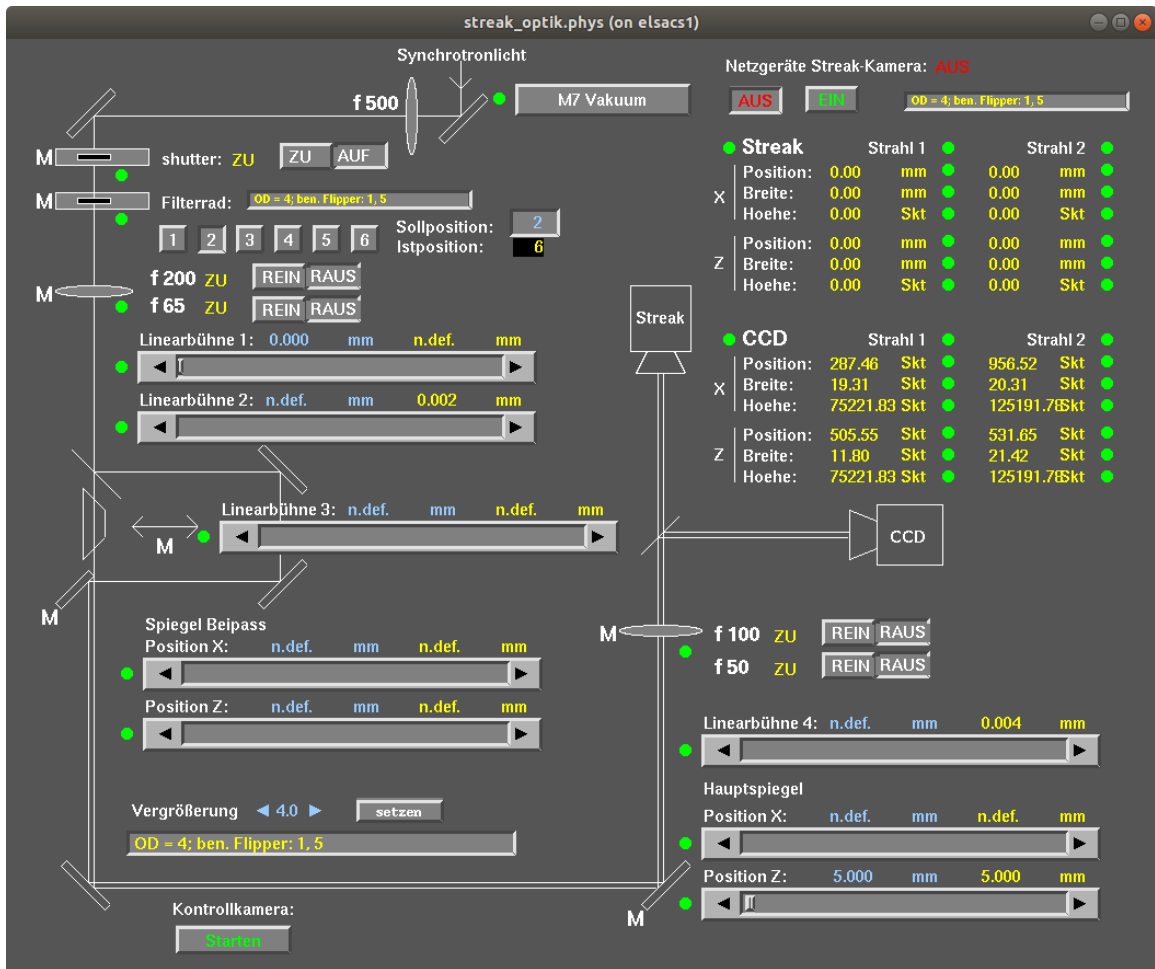 streak_optik.phys (on elsacs1)
Synchrotronlicht
f 500
M7 Vakuum
M
shutter: ZU
ZU
AUF
M
Filterrad:
OD = 4; ben. Flipper: 1, 5
1
2
3
4
5
6
Sollposition: 2
Istposition: 6
M
f 200 ZU
REIN
RAUS
f 65 ZU
REIN
RAUS
Linearbühne 1: 0.000 mm n.def. mm
Linearbühne 2: n.def. mm 0.002 mm
M
Linearbühne 3: n.def. mm n.def. mm
M
Spiegel Beipass
Position X: n.def. mm n.def. mm
Position Z: n.def. mm n.def. mm
Vergrößerung 4.0
setzen
OD = 4; ben. Flipper: 1, 5
Kontrollkamera:
Starten
Netzgeräte Streak-Kamera: AUS
AUS
EIN
OD = 4; ben. Flipper: 1, 5
Streak Strahl 1 Strahl 2
X
Position: 0.00 mm 0.00 mm
Breite: 0.00 mm 0.00 mm
Hoehe: 0.00 Skt 0.00 Skt
Z
Position: 0.00 mm 0.00 mm
Breite: 0.00 mm 0.00 mm
Hoehe: 0.00 Skt 0.00 Skt
CCD Strahl 1 Strahl 2
X
Position: 287.46 Skt 956.52 Skt
Breite: 19.31 Skt 20.31 Skt
Hoehe: 75221.83 Skt 125191.78 Skt
Z
Position: 505.55 Skt 531.65 Skt
Breite: 11.80 Skt 21.42 Skt
Hoehe: 75221.83 Skt 125191.78 Skt
Streak
CCD
M
f 100 ZU
REIN
RAUS
f 50 ZU
REIN
RAUS
Linearbühne 4: n.def. mm 0.004 mm
Hauptspiegel
Position X: n.def. mm n.def. mm
Position Z: 5.000 mm 5.000 mm
M